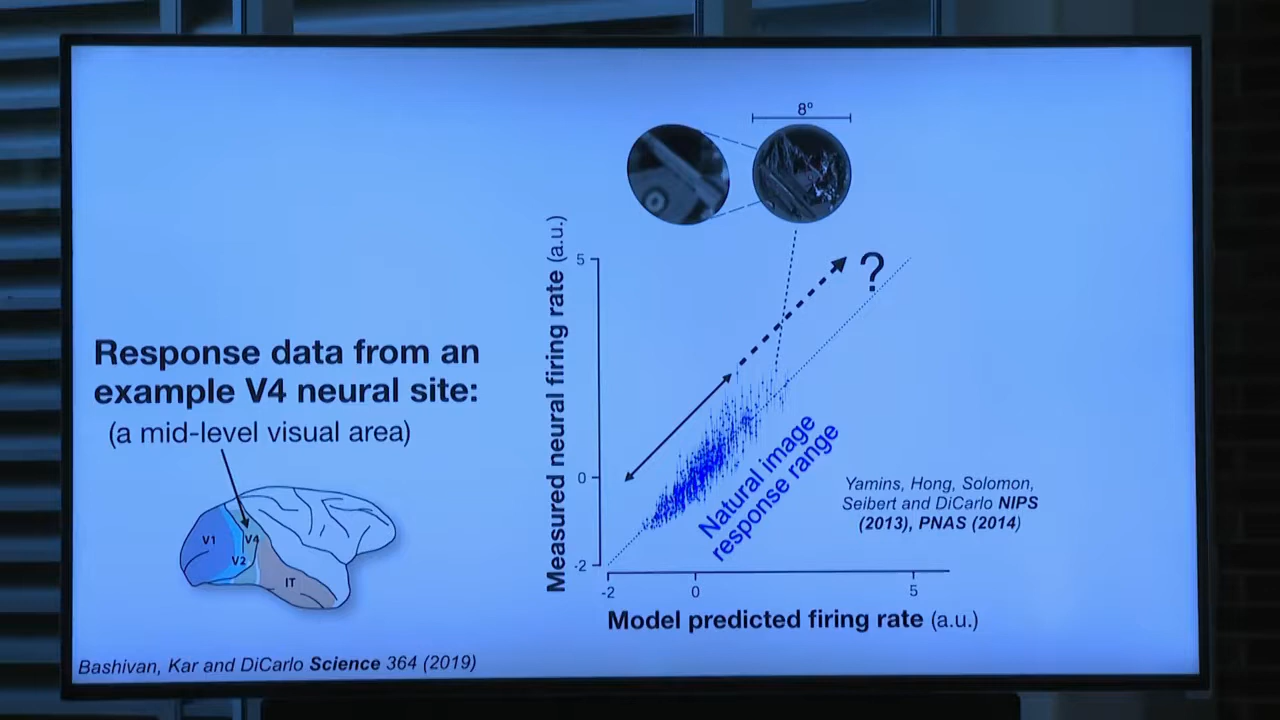 8°
Measured neural firing rate (a.u.)
5
0
-2
?
Response data from an
example V4 neural site:
(a mid-level visual area)
V1
V2
V4
IT
Natural image
response range
Yamins, Hong, Solomon,
Seibert and DiCarlo NIPS
(2013), PNAS (2014)
-2
0
5
Model predicted firing rate (a.u.)
Bashivan, Kar and DiCarlo Science 364 (2019)